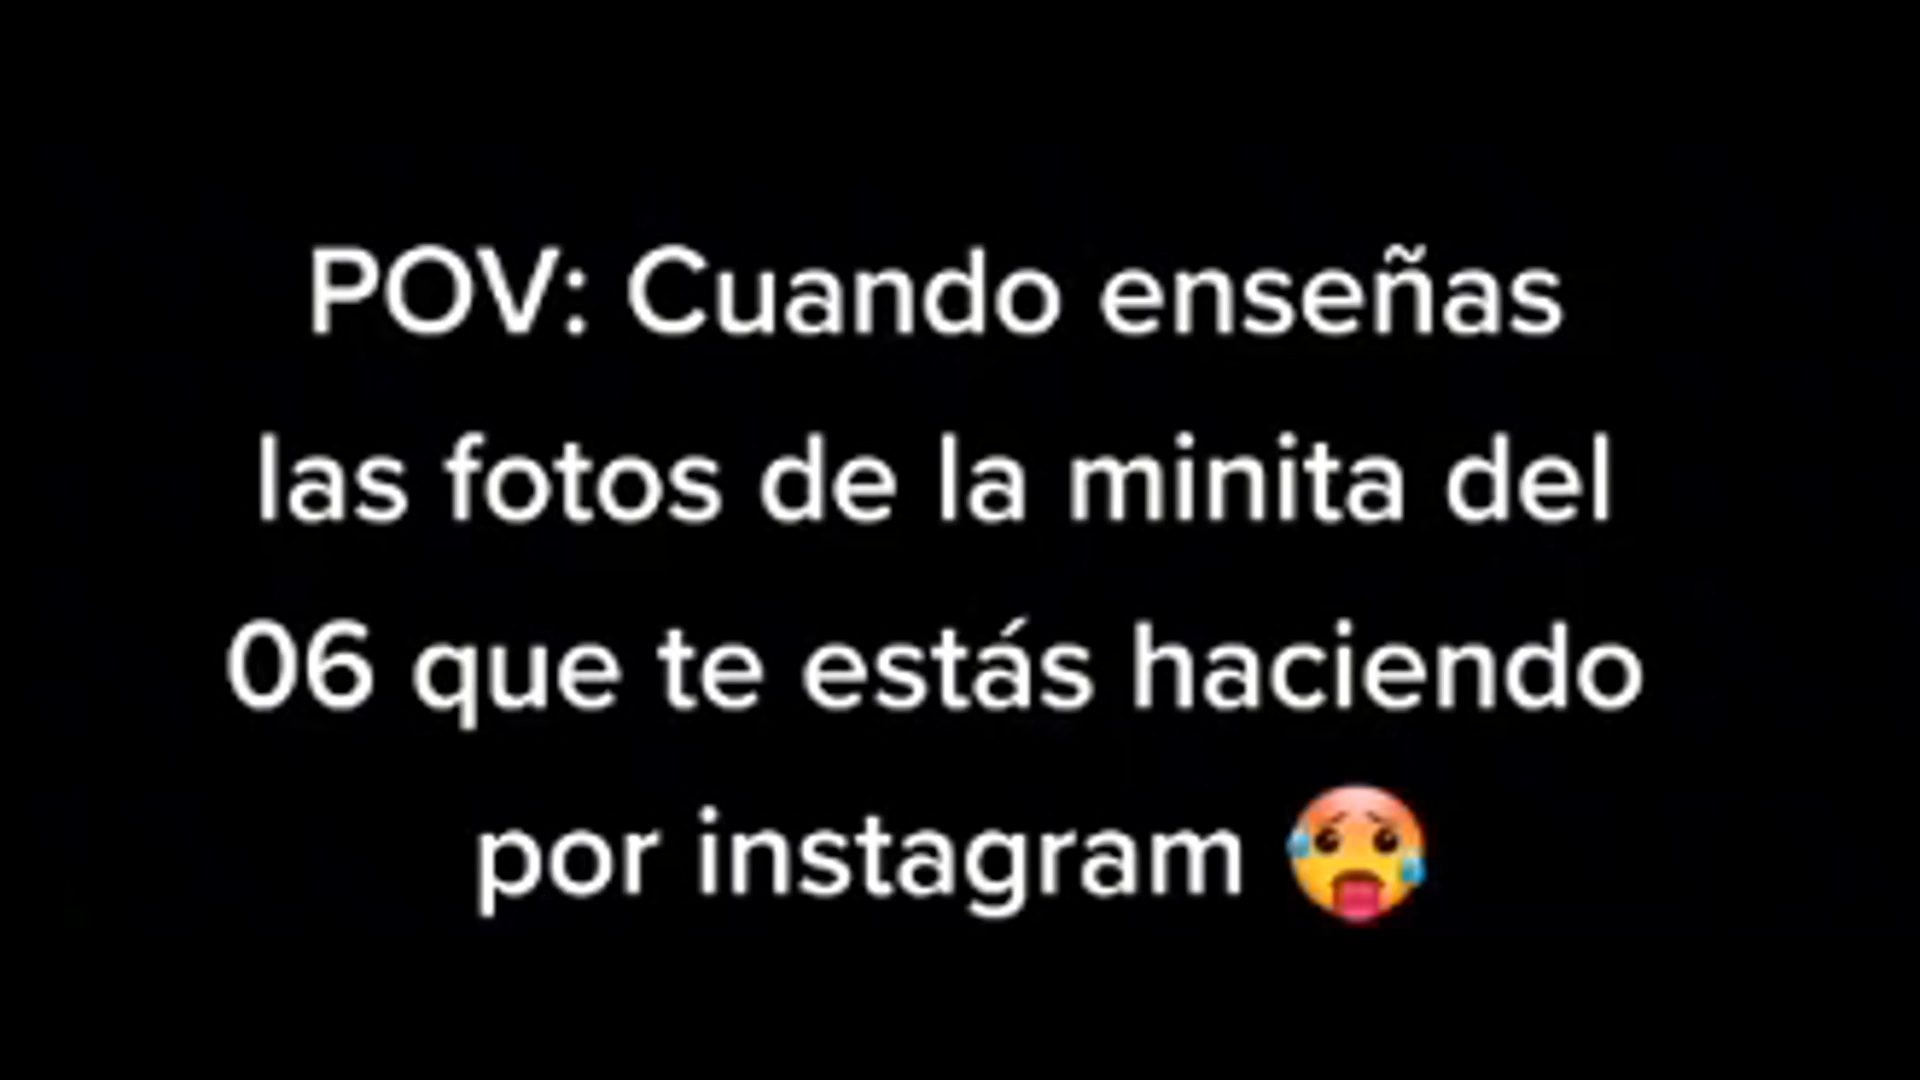 POV: Cuando enseñas
las fotos de la minita del
06 que te estás haciendo
por instagram 🥵